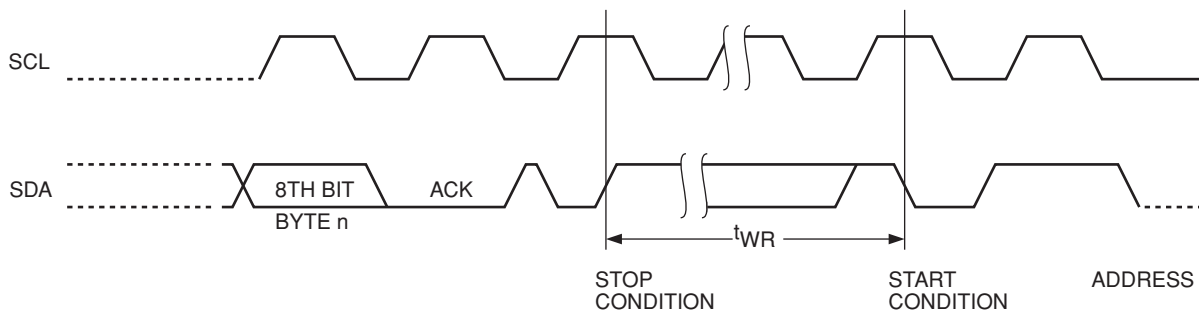 SCL
SDA
8TH BIT
ACK
BYTE n
tWR
STOP
CONDITION
START
CONDITION
ADDRESS